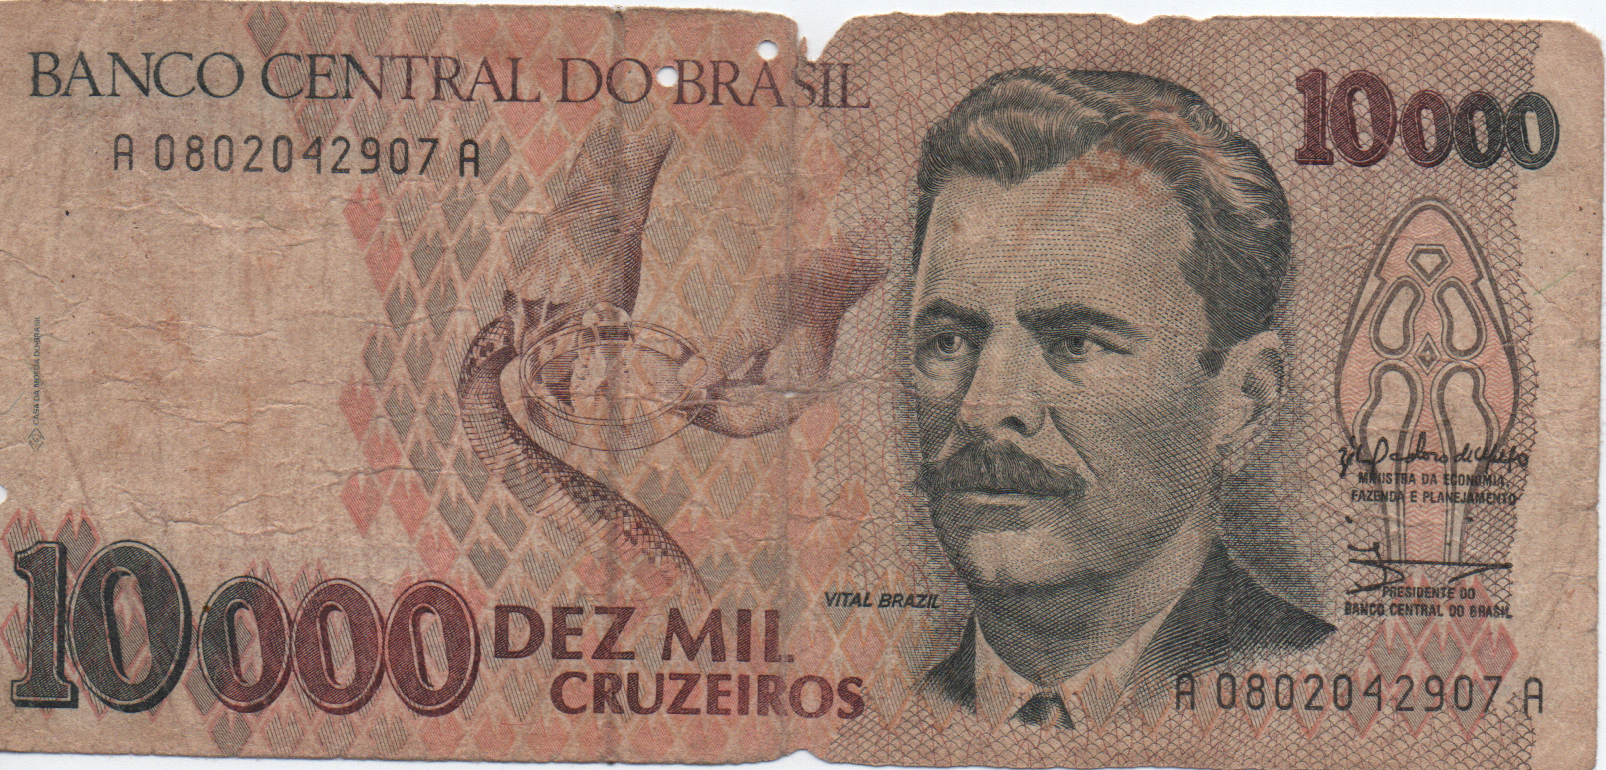 BANCO CENTRAL DO BRASIL
A 0802042907 A
10000
CASA DA MOEDA DO BRASIL
MINISTRA DA ECONOMIA,
FAZENDA E PLANEJAMENTO
VITAL BRAZIL
PRESIDENTE DO
BANCO CENTRAL DO BRASIL
10000
DEZ MIL
CRUZEIROS
A 0802042907 A